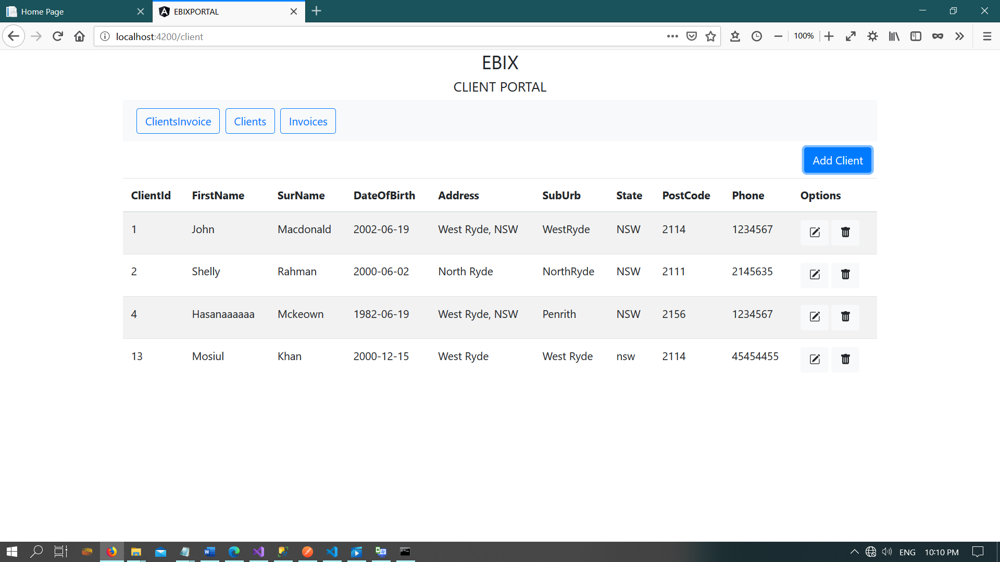 Home Page
EBIXPORTAL
localhost:4200/client
100%
EBIX
CLIENT PORTAL
ClientsInvoice Clients Invoices
Add Client
ClientId FirstName SurName DateOfBirth Address SubUrb State PostCode Phone Options
1 John Macdonald 2002-06-19 West Ryde, NSW WestRyde NSW 2114 1234567
2 Shelly Rahman 2000-06-02 North Ryde NorthRyde NSW 2111 2145635
4 Hasanaaaaaa Mckeown 1982-06-19 West Ryde, NSW Penrith NSW 2156 1234567
13 Mosiul Khan 2000-12-15 West Ryde West Ryde nsw 2114 45454455
ENG 10:10 PM